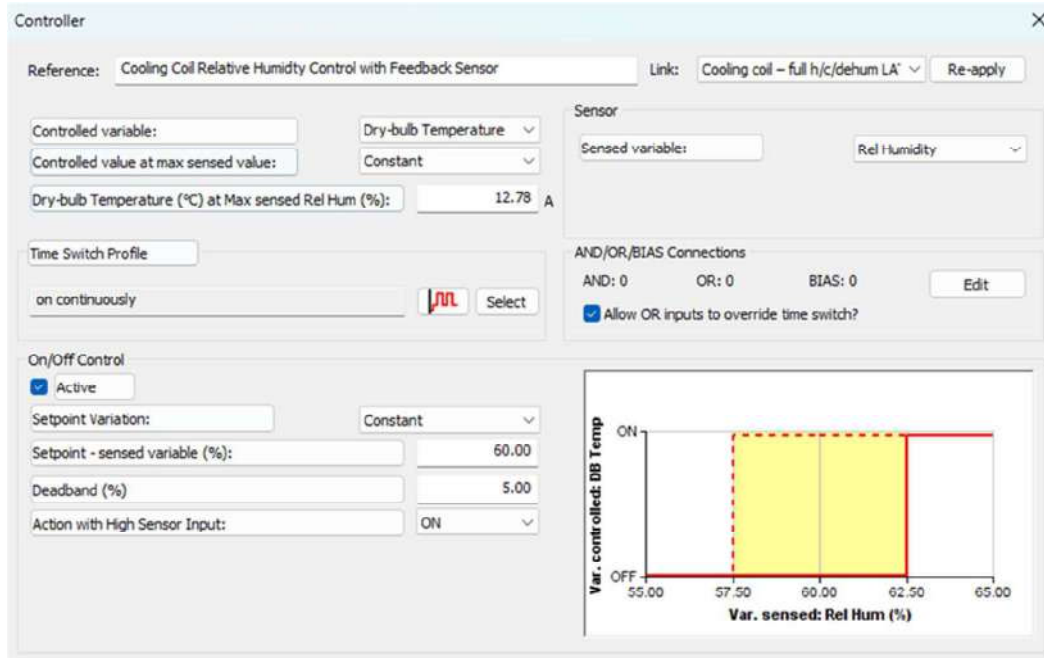 Controller
Reference: Cooling Coil Relative Humidty Control with Feedback Sensor Link: Cooling coil – full h/c/dehum LA' Re-apply
Controlled variable: Dry-bulb Temperature
Controlled value at max sensed value: Constant
Dry-bulb Temperature (°C) at Max sensed Rel Hum (%): 12.78 A
Sensor
Sensed variable: Rel Humidity
Time Switch Profile
on continuously Select
AND/OR/BIAS Connections
AND: 0 OR: 0 BIAS: 0 Edit
Allow OR inputs to override time switch?
On/Off Control
Active
Setpoint Variation: Constant
Setpoint - sensed variable (%): 60.00
Deadband (%) 5.00
Action with High Sensor Input: ON
Var. controlled: DB Temp
ON
OFF
55.00 57.50 60.00 62.50 65.00
Var. sensed: Rel Hum (%)